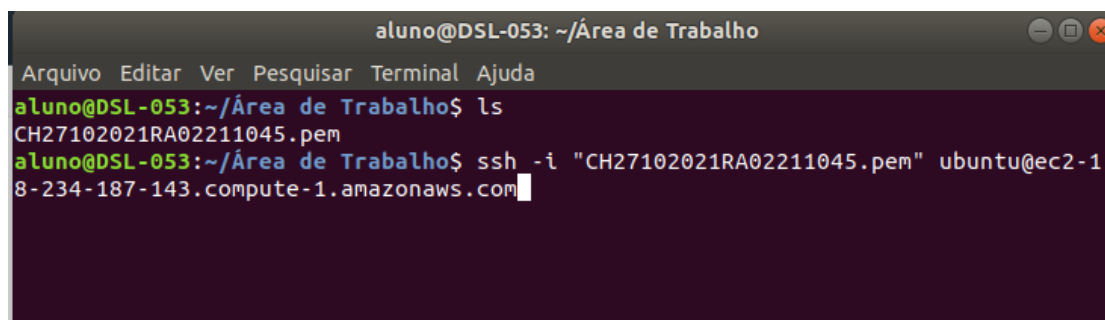 aluno@DSL-053: ~/Área de Trabalho
Arquivo Editar Ver Pesquisar Terminal Ajuda
aluno@DSL-053:~/Área de Trabalho$ ls
CH27102021RA02211045.pem
aluno@DSL-053:~/Área de Trabalho$ ssh -i "CH27102021RA02211045.pem" ubuntu@ec2-1
8-234-187-143.compute-1.amazonaws.com